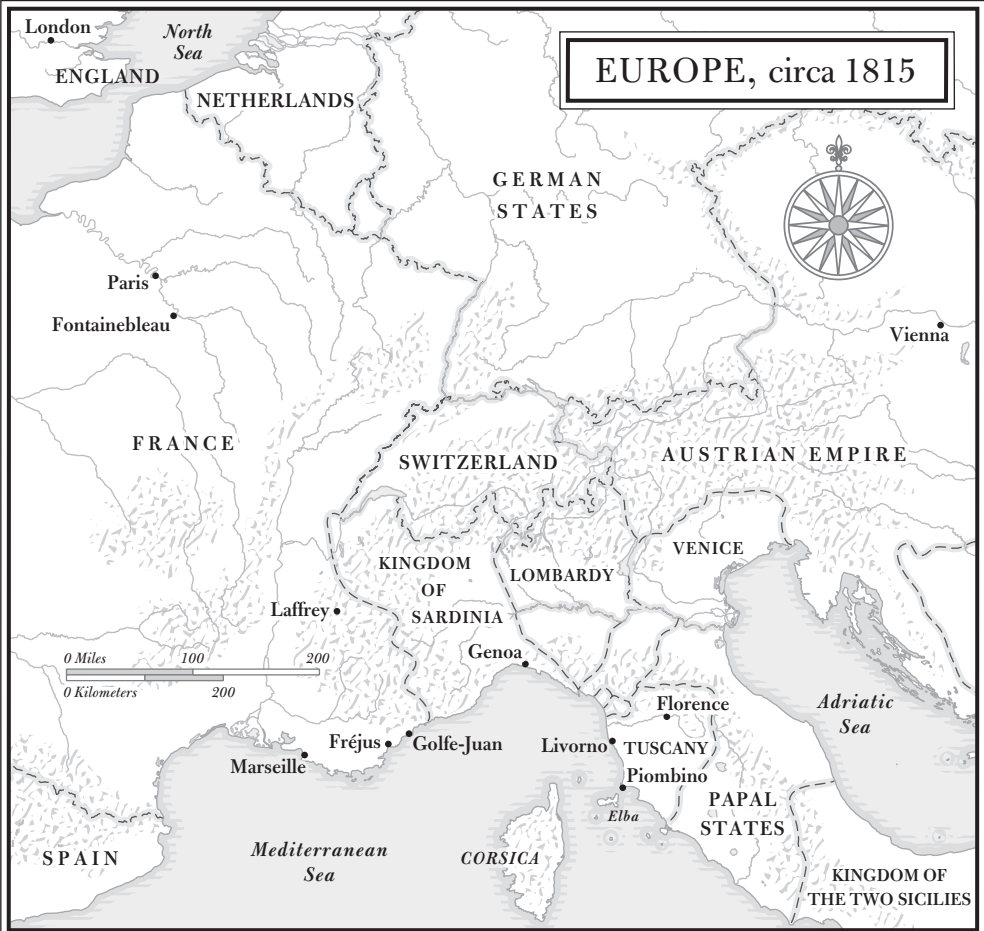 London
North
Sea
ENGLAND
EUROPE, circa 1815
NETHERLANDS
GERMAN
STATES
Paris
Fontainebleau
Vienna
FRANCE
SWITZERLAND
AUSTRIAN EMPIRE
VENICE
KINGDOM
OF
SARDINIA
LOMBARDY
Laffrey
Genoa
0 Miles 100 200
0 Kilometers 200
Florence
Adriatic
Sea
Fréjus
Golfe-Juan
Livorno
TUSCANY
Marseille
Piombino
Elba
PAPAL
STATES
SPAIN
Mediterranean
Sea
CORSICA
KINGDOM OF
THE TWO SICILIES